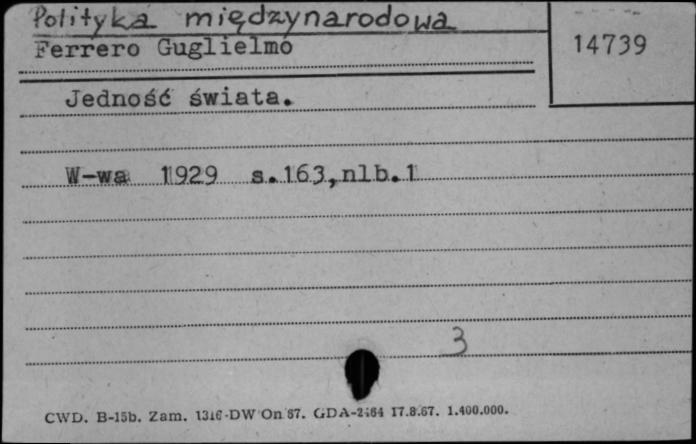 Polityka międzynarodowa
14739
Ferrero Guglielmo
Jedność świata.
W-wa 1929 s.163,nlb.1
3
CWD. B-15b. Zam. 1316-DW On 67. GDA-2464 17.8.67. 1.400.000.